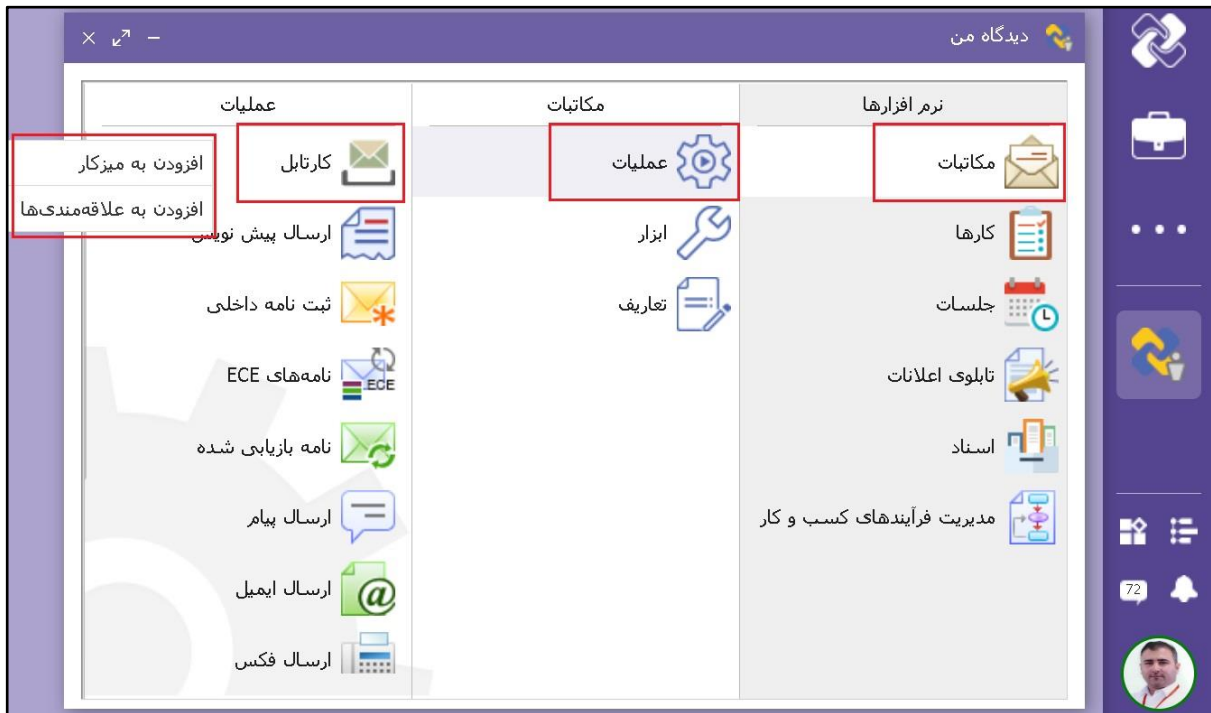 دیدگاه من
نرم افزارها
مکاتبات
کارها
جلسات
تابلوی اعلانات
اسناد
مدیریت فرآیندهای کسب و کار
مکاتبات
عملیات
ابزار
تعاریف
عملیات
کارتابل
ارسال پیش نویس
ثبت نامه داخلی
نامه‌های ECE
ECE
نامه بازیابی شده
ارسال پیام
ارسال ایمیل
ارسال فکس
افزودن به میزکار
افزودن به علاقه‌مندی‌ها
72